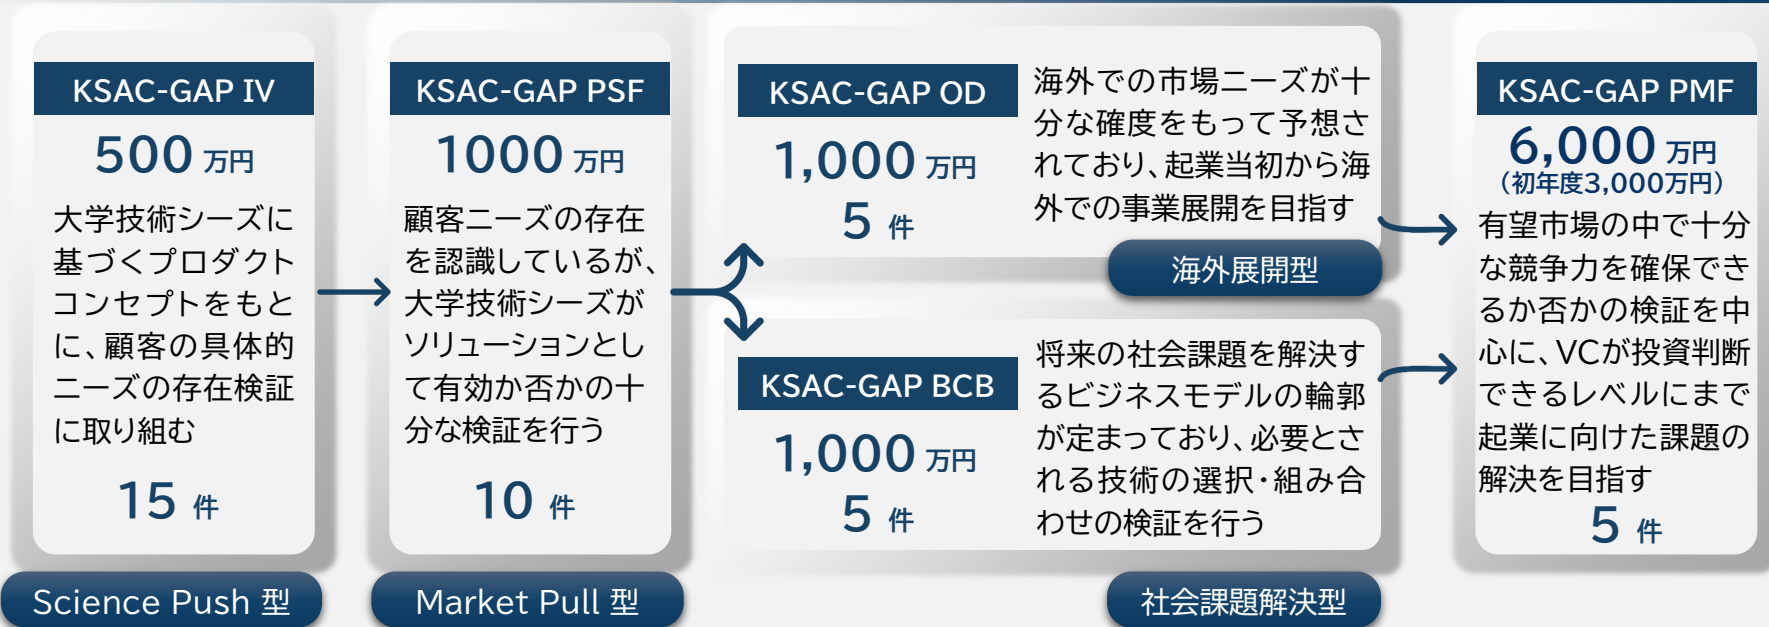 KSAC-GAP IV
500 万円
大学技術シーズに
基づくプロダクト
コンセプトをもと
に、顧客の具体的
ニーズの存在検証
に取り組む
15 件
Science Push 型
KSAC-GAP PSF
1000 万円
顧客ニーズの存在
を認識しているが、
大学技術シーズが
ソリューションとし
て有効か否かの十
分な検証を行う
10 件
Market Pull 型
KSAC-GAP OD
1,000 万円
5 件
海外での市場ニーズが十
分な確度をもって予想さ
れており、起業当初から海
外での事業展開を目指す
海外展開型
KSAC-GAP BCB
1,000 万円
5 件
将来の社会課題を解決す
るビジネスモデルの輪郭
が定まっており、必要とさ
れる技術の選択・組み合
わせの検証を行う
社会課題解決型
KSAC-GAP PMF
6,000 万円
(初年度3,000万円)
有望市場の中で十分
な競争力を確保でき
るか否かの検証を中
心に、VCが投資判断
できるレベルにまで
起業に向けた課題の
解決を目指す
5 件